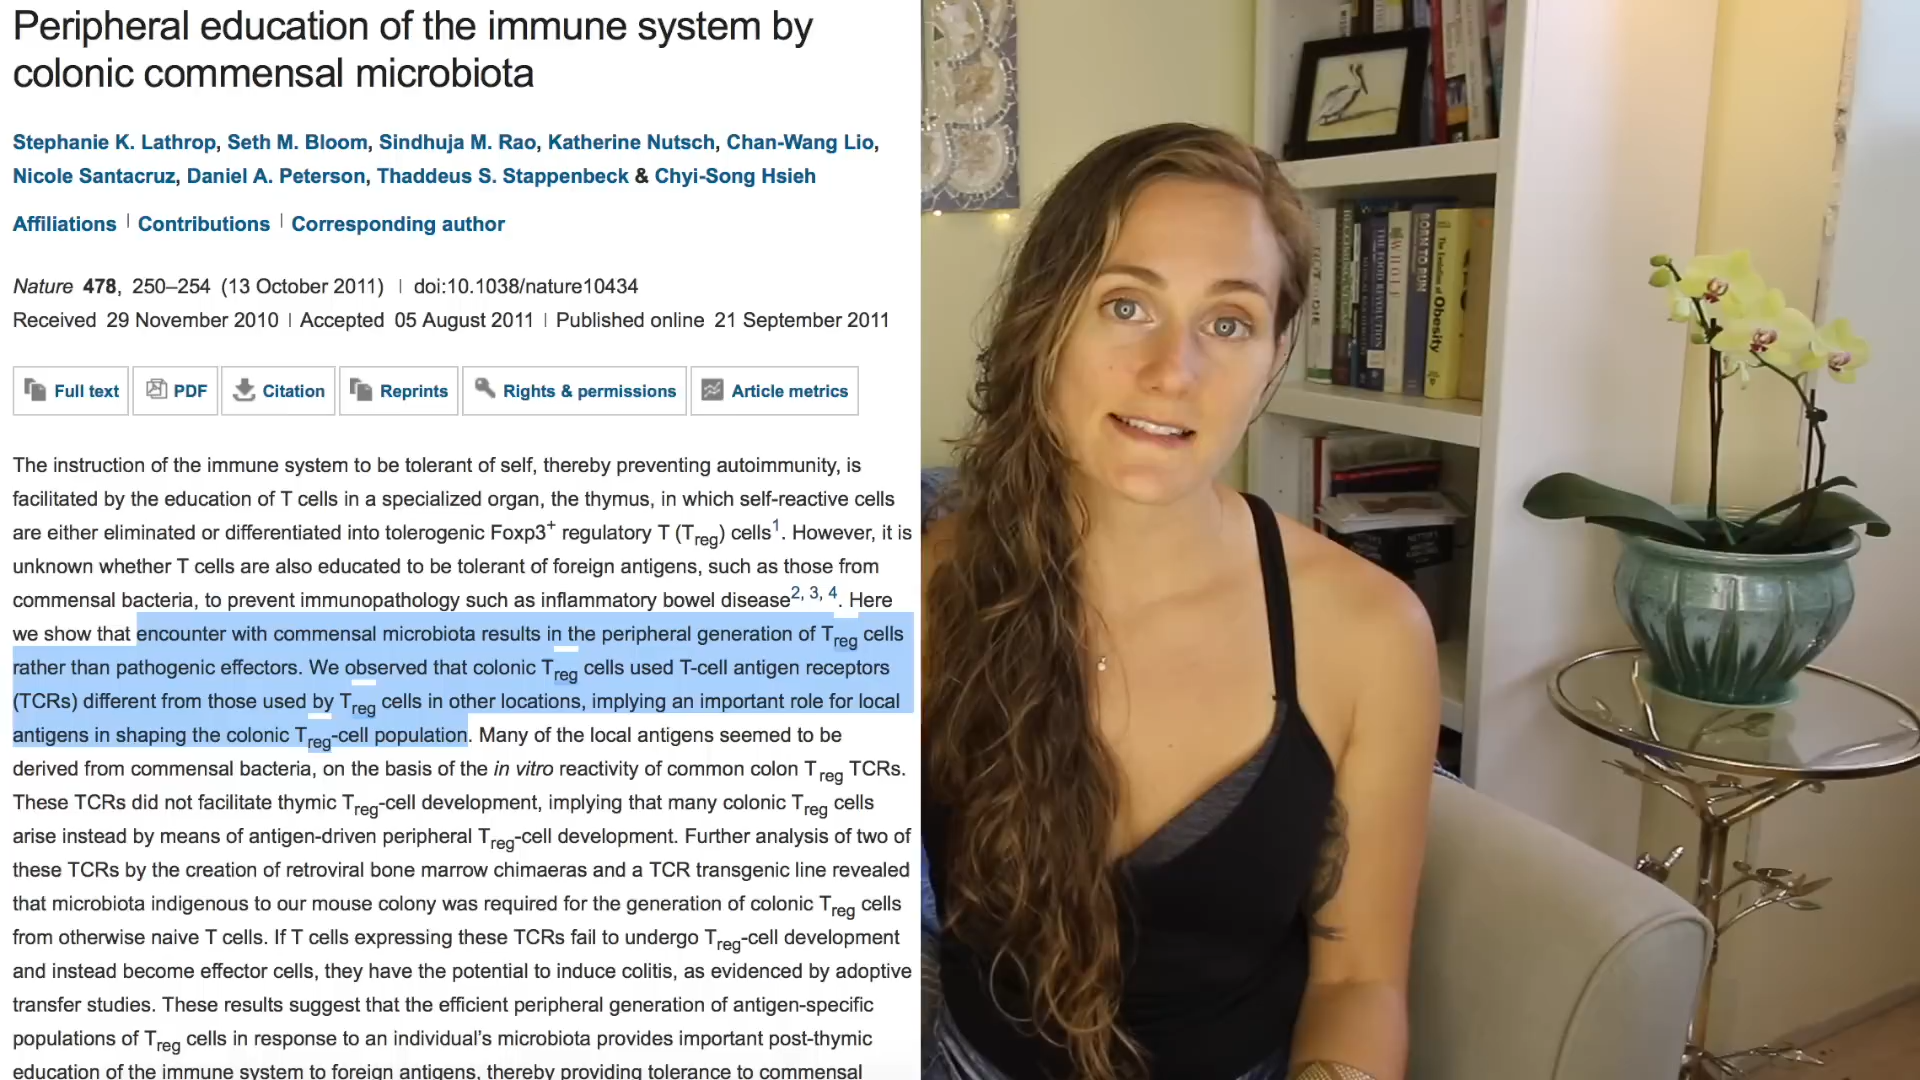 Peripheral education of the immune system by
colonic commensal microbiota
Stephanie K. Lathrop, Seth M. Bloom, Sindhuja M. Rao, Katherine Nutsch, Chan-Wang Lio,
Nicole Santacruz, Daniel A. Peterson, Thaddeus S. Stappenbeck & Chyi-Song Hsieh
Affiliations | Contributions | Corresponding author
Nature 478, 250–254 (13 October 2011) | doi:10.1038/nature10434
Received 29 November 2010 | Accepted 05 August 2011 | Published online 21 September 2011
Full text PDF Citation Reprints Rights & permissions Article metrics
The instruction of the immune system to be tolerant of self, thereby preventing autoimmunity, is
facilitated by the education of T cells in a specialized organ, the thymus, in which self-reactive cells
are either eliminated or differentiated into tolerogenic Foxp3+ regulatory T (Treg) cells1. However, it is
unknown whether T cells are also educated to be tolerant of foreign antigens, such as those from
commensal bacteria, to prevent immunopathology such as inflammatory bowel disease2, 3, 4. Here
we show that encounter with commensal microbiota results in the peripheral generation of Treg cells
rather than pathogenic effectors. We observed that colonic Treg cells used T-cell antigen receptors
(TCRs) different from those used by Treg cells in other locations, implying an important role for local
antigens in shaping the colonic Treg-cell population. Many of the local antigens seemed to be
derived from commensal bacteria, on the basis of the in vitro reactivity of common colon Treg TCRs.
These TCRs did not facilitate thymic Treg-cell development, implying that many colonic Treg cells
arise instead by means of antigen-driven peripheral Treg-cell development. Further analysis of two of
these TCRs by the creation of retroviral bone marrow chimaeras and a TCR transgenic line revealed
that microbiota indigenous to our mouse colony was required for the generation of colonic Treg cells
from otherwise naive T cells. If T cells expressing these TCRs fail to undergo Treg-cell development
and instead become effector cells, they have the potential to induce colitis, as evidenced by adoptive
transfer studies. These results suggest that the efficient peripheral generation of antigen-specific
populations of Treg cells in response to an individual's microbiota provides important post-thymic
education of the immune system to foreign antigens, thereby providing tolerance to commensal
THE FOOD REVOLUTION
WHOLE
BORN TO RUN
The Evolution of Obesity